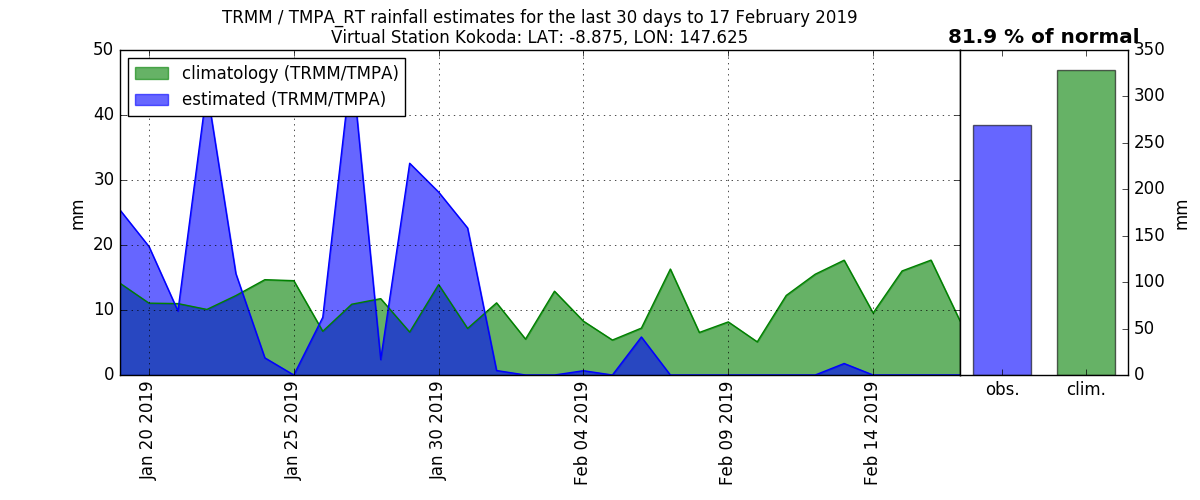 TRMM / TMPA_RT rainfall estimates for the last 30 days to 17 February 2019
Virtual Station Kokoda: LAT: -8.875, LON: 147.625
81.9 % of normal
climatology (TRMM/TMPA)
estimated (TRMM/TMPA)
50
40
30
20
10
0
mm
Jan 20 2019
Jan 25 2019
Jan 30 2019
Feb 04 2019
Feb 09 2019
Feb 14 2019
obs.
clim.
350
300
250
200
150
100
50
0
mm